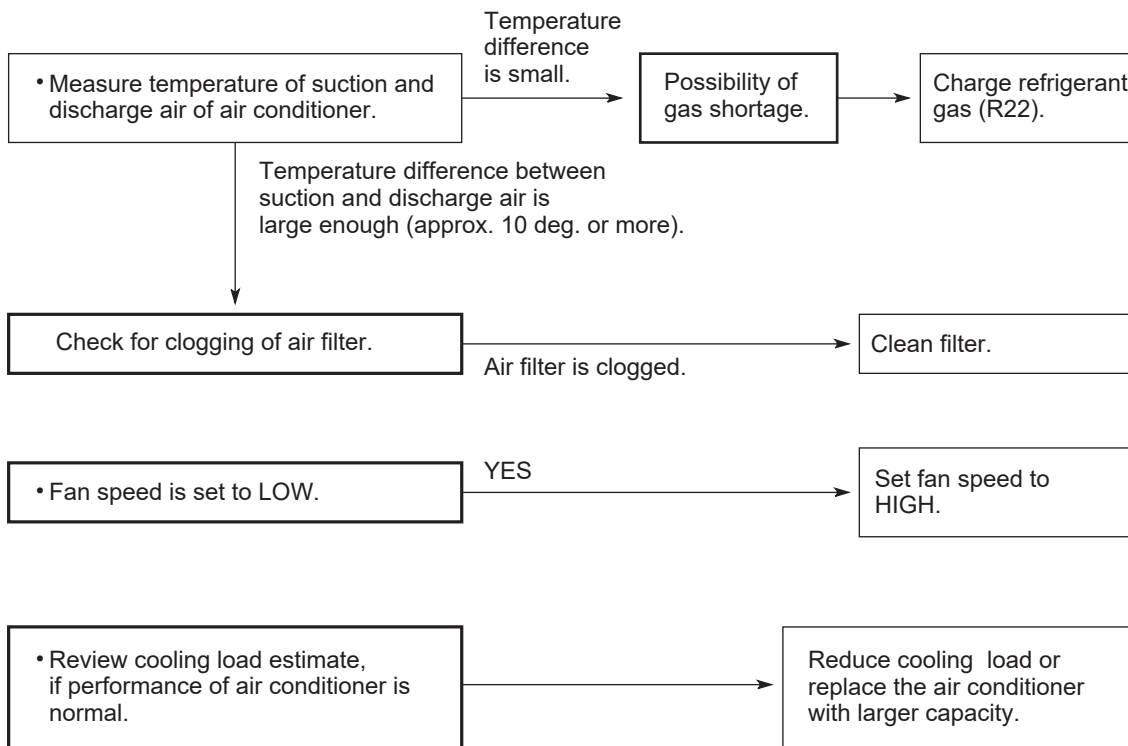 Temperature
difference
is small.
• Measure temperature of suction and
discharge air of air conditioner.
Possibility of
gas shortage.
Charge refrigerant
gas (R22).
Temperature difference between
suction and discharge air is
large enough (approx. 10 deg. or more).
Check for clogging of air filter.
Air filter is clogged.
Clean filter.
• Fan speed is set to LOW.
YES
Set fan speed to
HIGH.
• Review cooling load estimate,
if performance of air conditioner is
normal.
Reduce cooling load or
replace the air conditioner
with larger capacity.